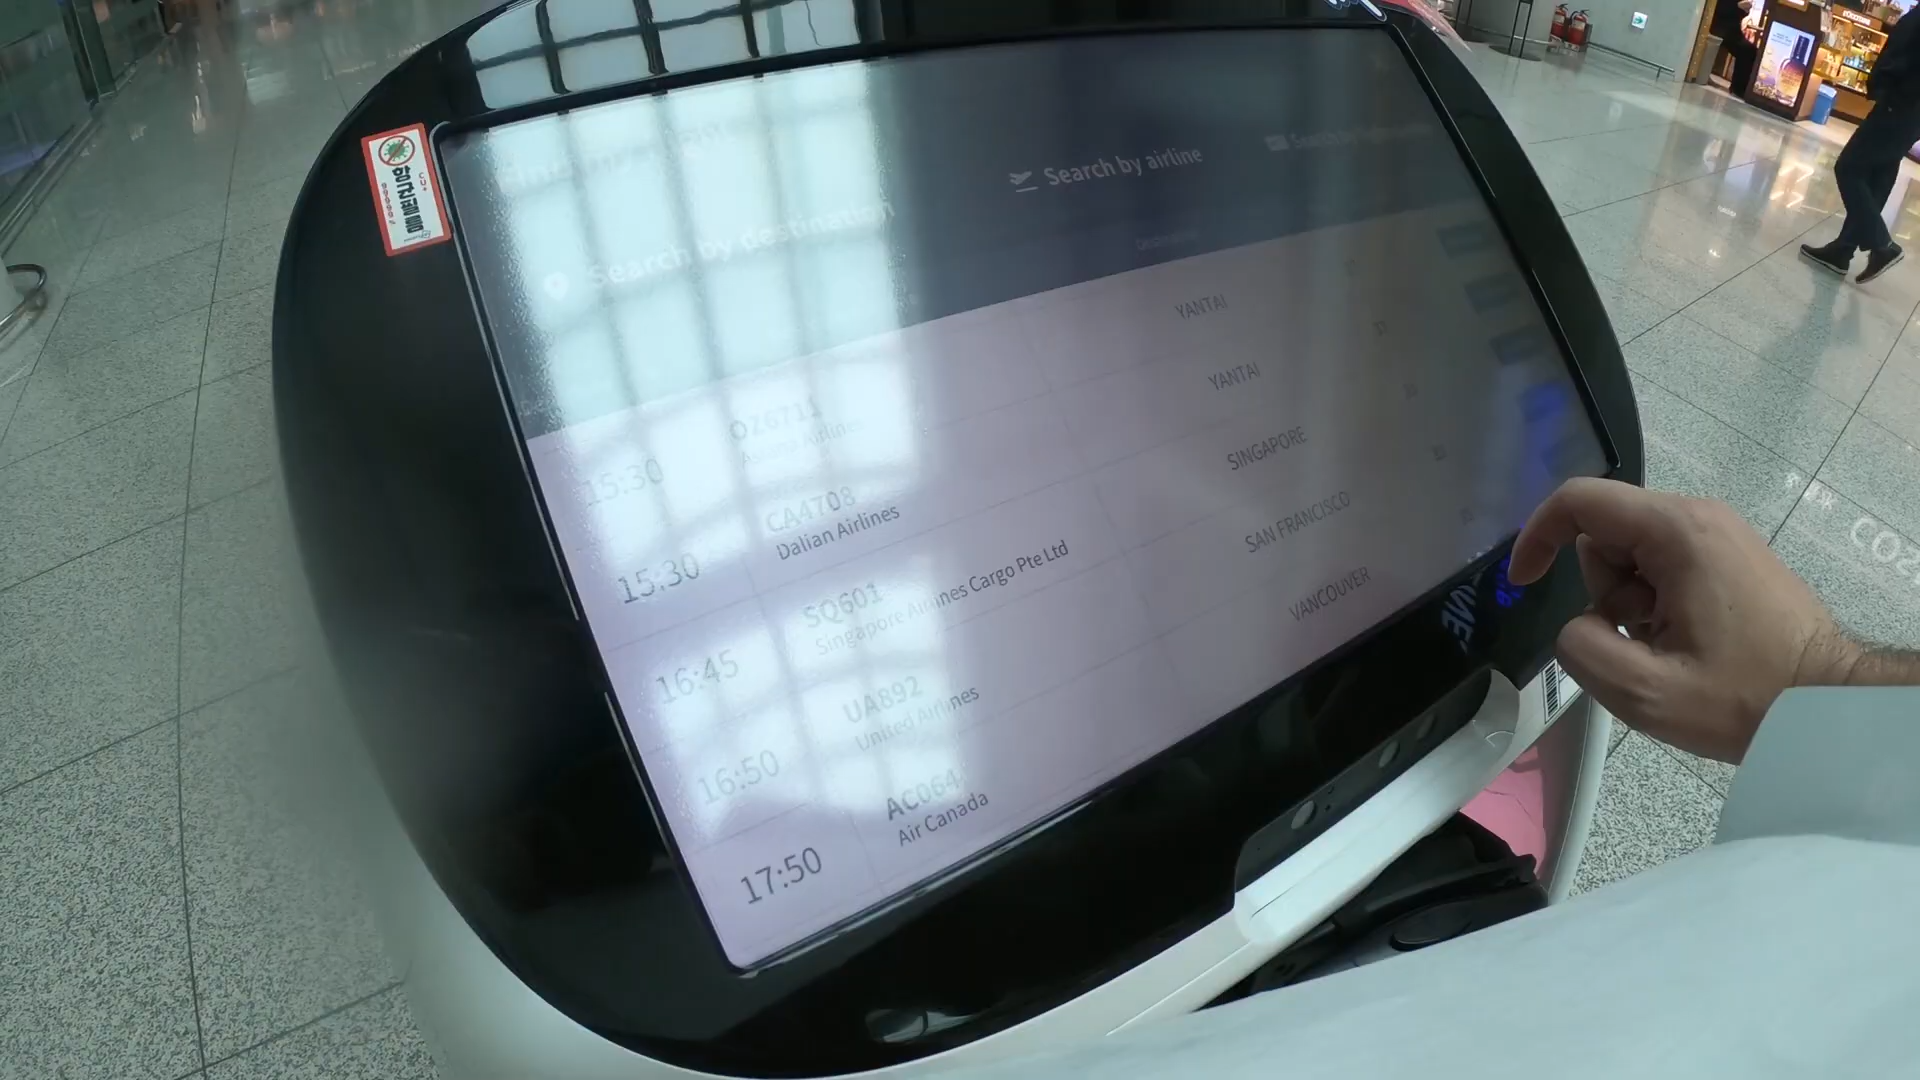 Search by destination
Search by airline
Destination
15:30
OZ6711
Asiana Airlines
YANTAI
15:30
CA4708
Dalian Airlines
YANTAI
16:45
SQ601
Singapore Airlines Cargo Pte Ltd
SINGAPORE
16:50
UA892
United Airlines
SAN FRANCISCO
17:50
AC064
Air Canada
VANCOUVER
항균필름